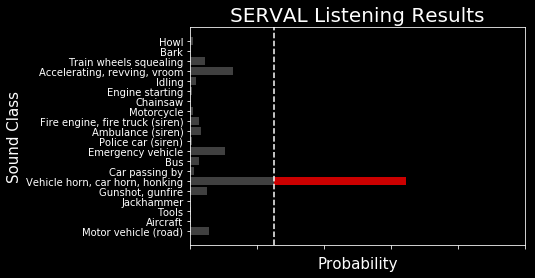 SERVAL Listening Results
Sound Class
Howl
Bark
Train wheels squealing
Accelerating, revving, vroom
Idling
Engine starting
Chainsaw
Motorcycle
Fire engine, fire truck (siren)
Ambulance (siren)
Police car (siren)
Emergency vehicle
Bus
Car passing by
Vehicle horn, car horn, honking
Gunshot, gunfire
Jackhammer
Tools
Aircraft
Motor vehicle (road)
Probability